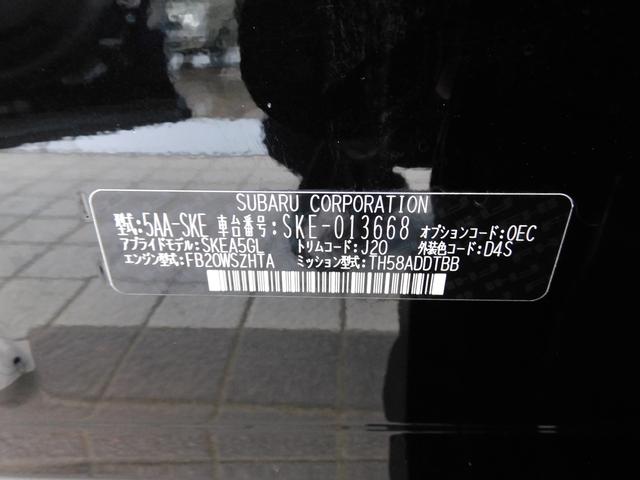 SUBARU CORPORATION
型式:5AA-SKE 車台番号:SKE-013668 オプションコード:OEC
アプライドモデル:SKEA5GL トリムコード:J20 外装色コード:D4S
エンジン型式:FB20WSZHTA ミッション型式:TH58ADDTBB